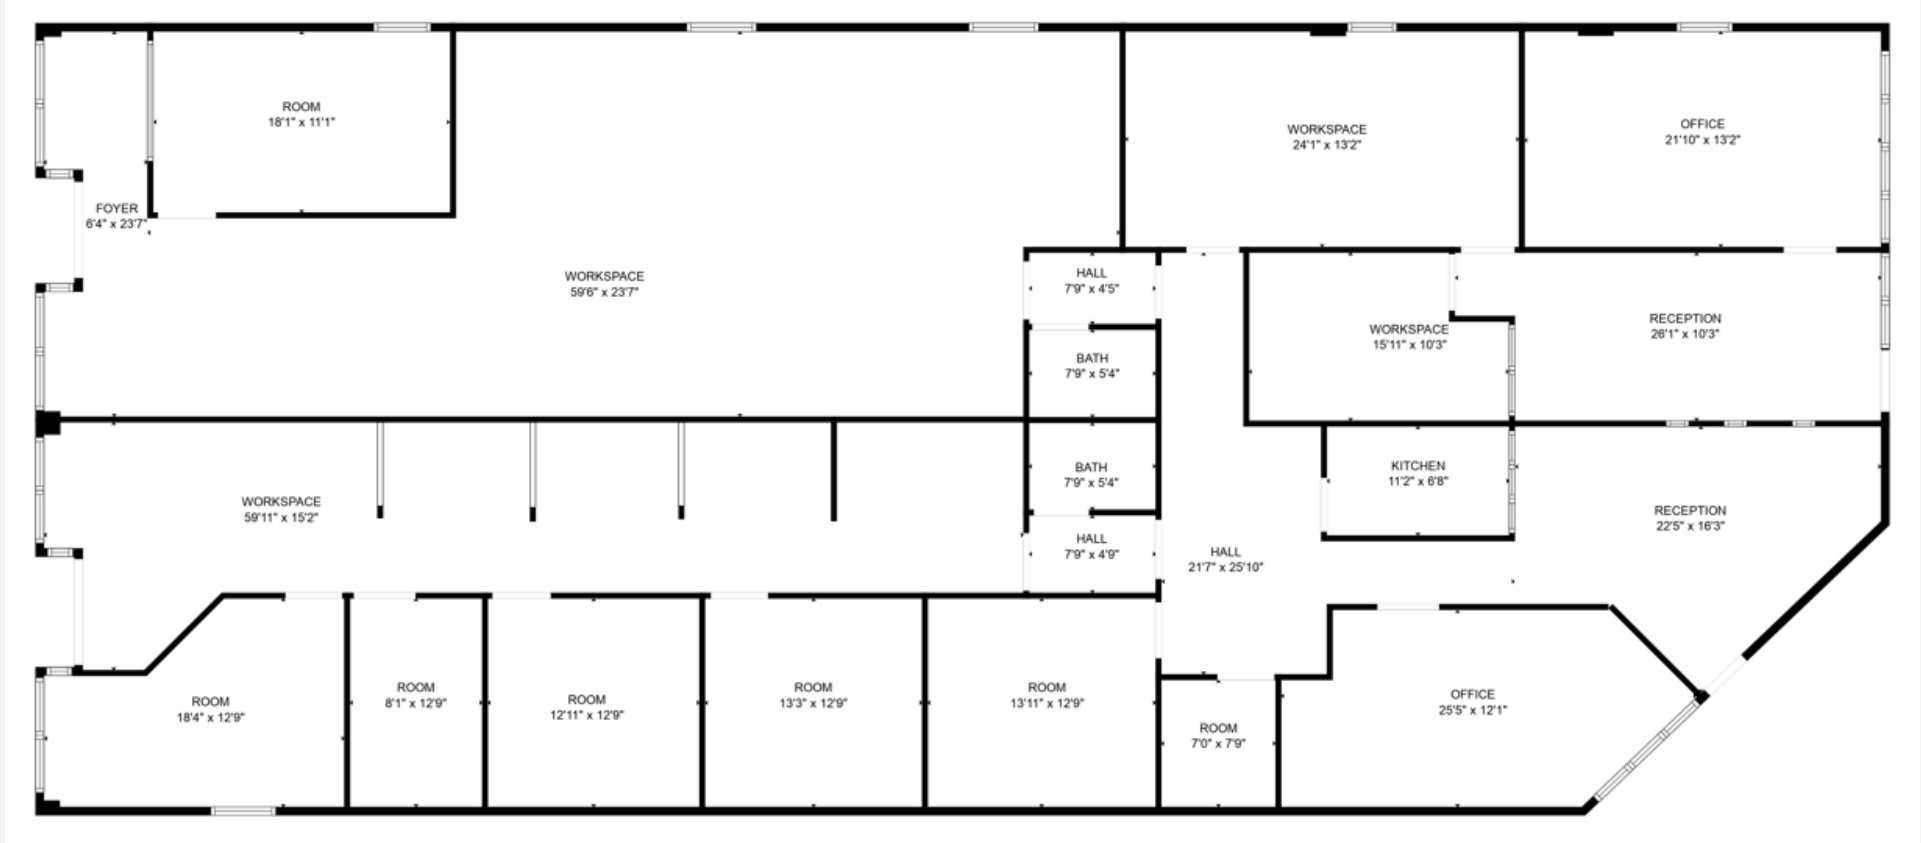 ROOM
18'1" x 11'1"
WORKSPACE
24'1" x 13'2"
OFFICE
21'10" x 13'2"
FOYER
6'4" x 23'7"
WORKSPACE
59'6" x 23'7"
HALL
7'9" x 4'5"
RECEPTION
26'1" x 10'3"
WORKSPACE
15'11" x 10'3"
BATH
7'9" x 5'4"
BATH
7'9" x 5'4"
KITCHEN
11'2" x 6'8"
WORKSPACE
59'11" x 15'2"
RECEPTION
22'5" x 16'3"
HALL
7'9" x 4'9"
HALL
21'7" x 25'10"
ROOM
18'4" x 12'9"
ROOM
8'1" x 12'9"
ROOM
12'11" x 12'9"
ROOM
13'3" x 12'9"
ROOM
13'11" x 12'9"
ROOM
7'0" x 7'9"
OFFICE
25'5" x 12'1"